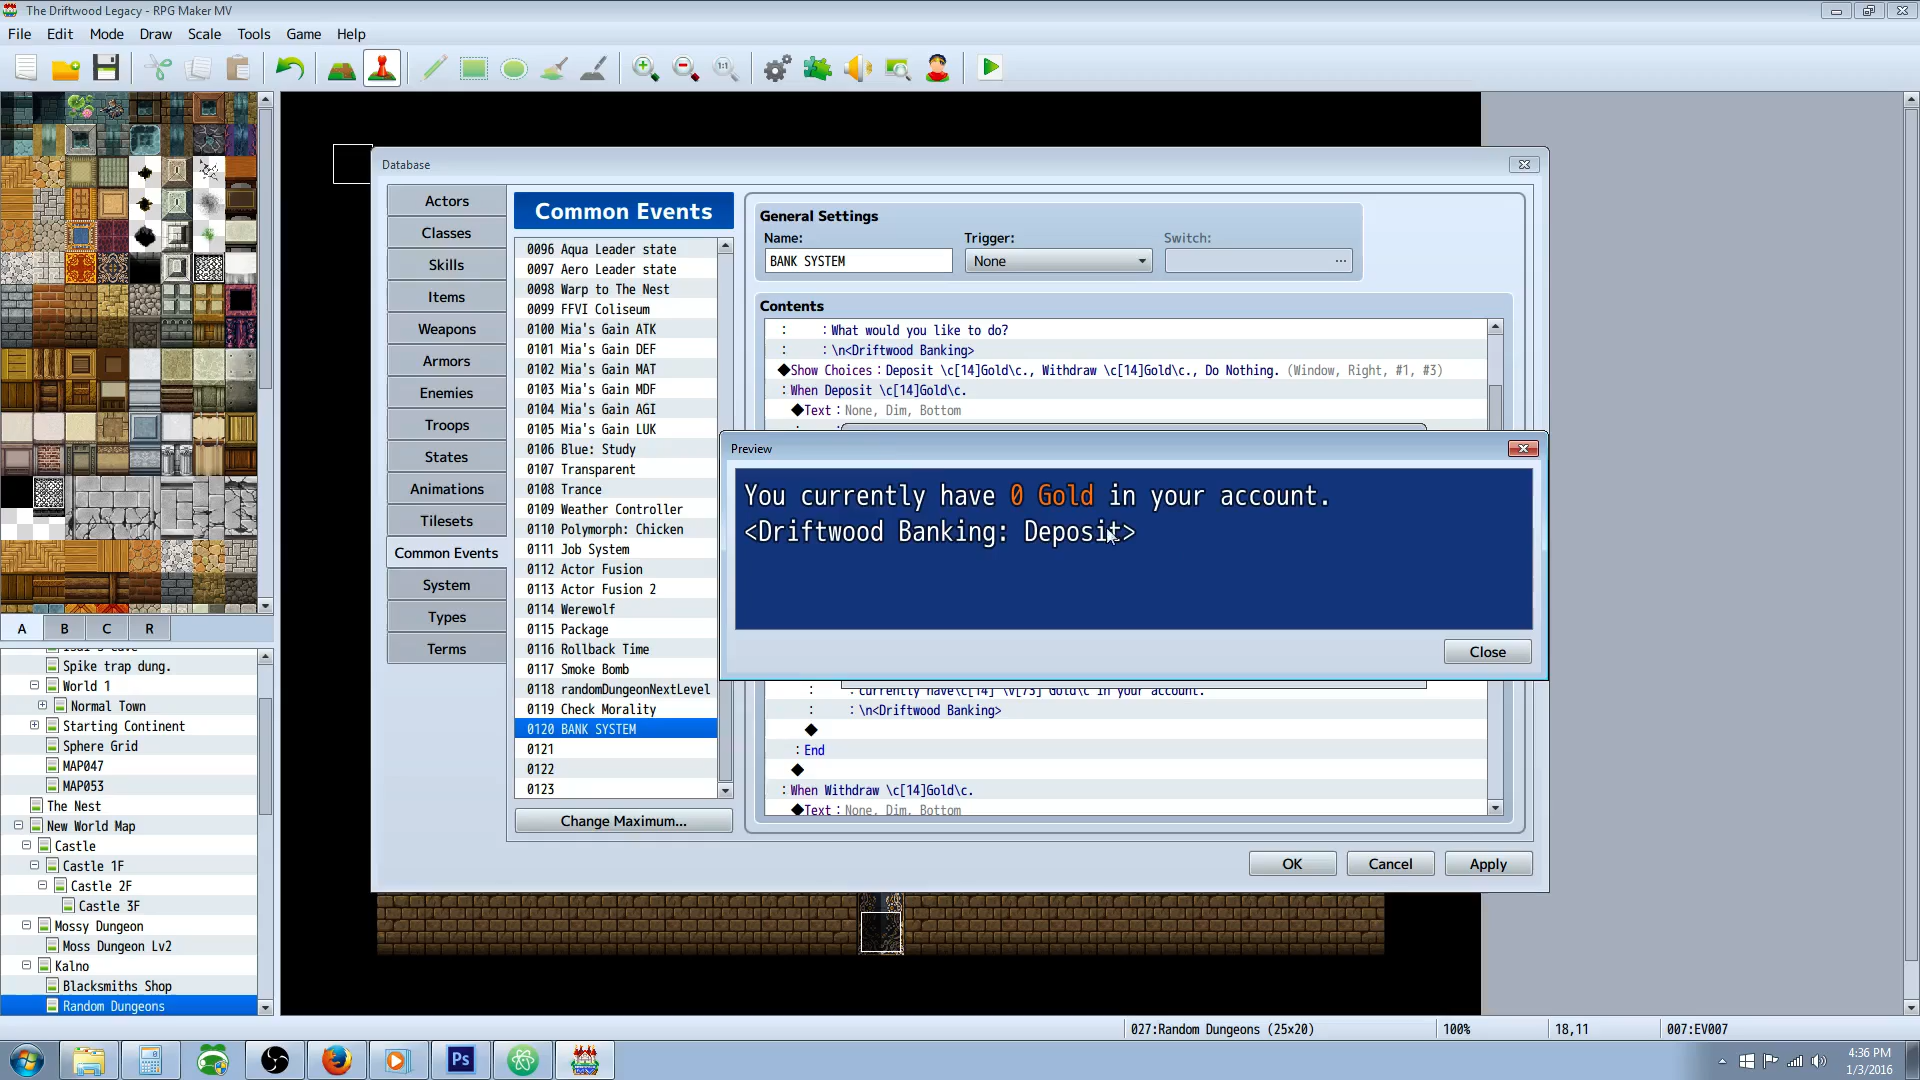 The Driftwood Legacy - RPG Maker MV
File Edit Mode Draw Scale Tools Game Help
1:1
Database
Actors
Classes
Skills
Items
Weapons
Armors
Enemies
Troops
States
Animations
Tilesets
Common Events
System
Types
Terms
Common Events
0096 Aqua Leader state
0097 Aero Leader state
0098 Warp to The Nest
0099 FFVI Coliseum
0100 Mia's Gain ATK
0101 Mia's Gain DEF
0102 Mia's Gain MAT
0103 Mia's Gain MDF
0104 Mia's Gain AGI
0105 Mia's Gain LUK
0106 Blue: Study
0107 Transparent
0108 Trance
0109 Weather Controller
0110 Polymorph: Chicken
0111 Job System
0112 Actor Fusion
0113 Actor Fusion 2
0114 Werewolf
0115 Package
0116 Rollback Time
0117 Smoke Bomb
0118 randomDungeonNextLevel
0119 Check Morality
0120 BANK SYSTEM
0121
0122
0123
Change Maximum...
General Settings
Name: Trigger: Switch:
BANK SYSTEM None ...
Contents
: : What would you like to do?
: : \n<Driftwood Banking>
◆Show Choices : Deposit \c[14]Gold\c., Withdraw \c[14]Gold\c., Do Nothing. (Window, Right, #1, #3)
: When Deposit \c[14]Gold\c.
◆Text : None, Dim, Bottom
Preview
You currently have 0 Gold in your account.
<Driftwood Banking: Deposit>
Close
: : currently have\c[14] \V[73] Gold\c in your account.
: : \n<Driftwood Banking>
◆
: End
◆
: When Withdraw \c[14]Gold\c.
◆Text : None, Dim, Bottom
OK Cancel Apply
A B C R
Spike trap dung.
World 1
Normal Town
Starting Continent
Sphere Grid
MAP047
MAP053
The Nest
New World Map
Castle
Castle 1F
Castle 2F
Castle 3F
Mossy Dungeon
Moss Dungeon Lv2
Kalno
Blacksmiths Shop
Random Dungeons
027:Random Dungeons (25x20) 100% 18,11 007:EV007
Ps
4:36 PM
1/3/2016